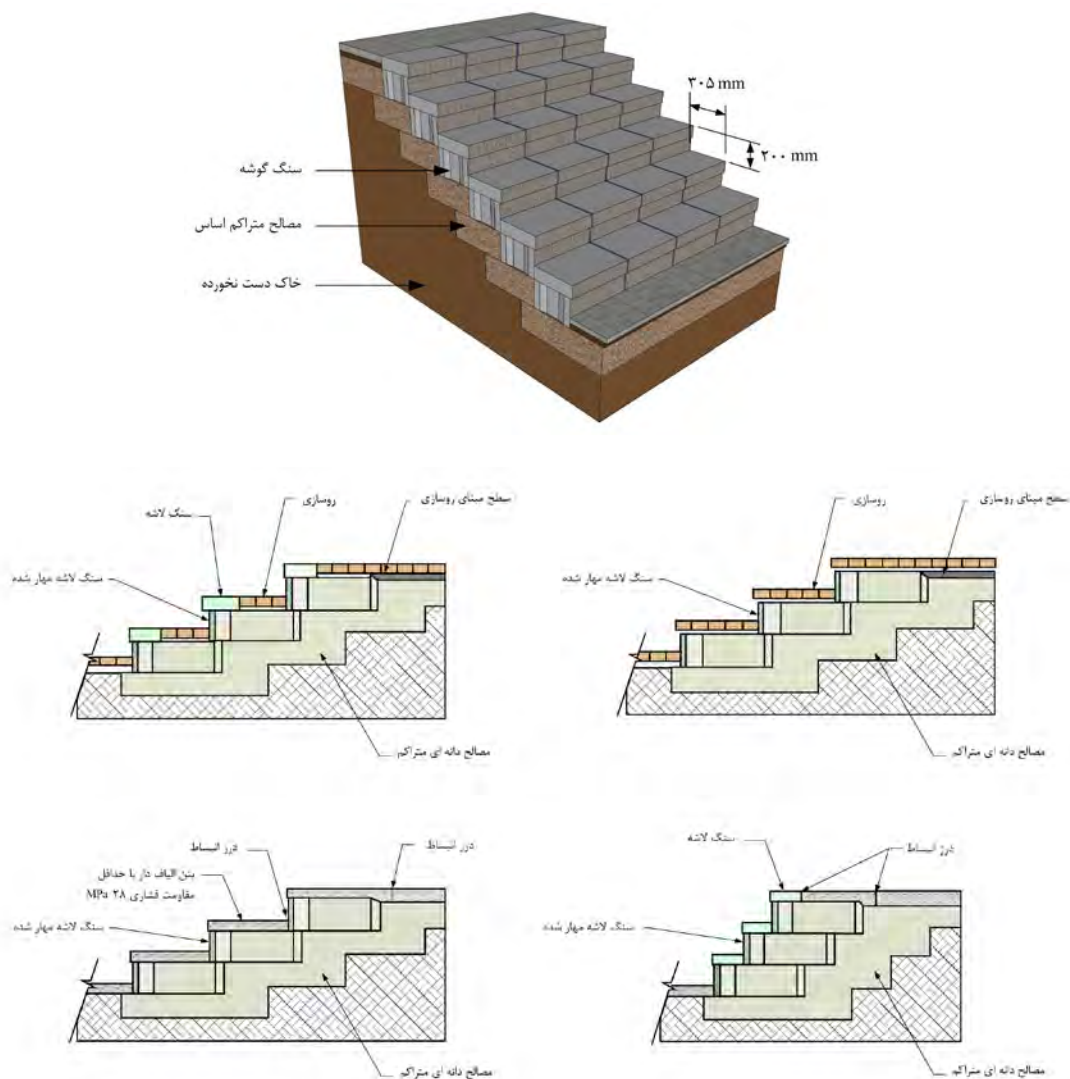 ۳۰۵ mm
۲۰۰ mm
سنگ گوشه
مصالح متراکم اساس
خاک دست نخورده
سطح مبنای روسازی
روسازی
سنگ لاشه
سنگ لاشه مهار شده
مصالح دانه ای متراکم
سطح مبنای روسازی
روسازی
سنگ لاشه مهار شده
مصالح دانه ای متراکم
درز انبساط
درز انبساط
بتن الیاف دار با حداقل
مقاومت فشاری ۲۸ MPa
سنگ لاشه مهار شده
مصالح دانه ای متراکم
سنگ لاشه
درز انبساط
سنگ لاشه مهار شده
مصالح دانه ای متراکم